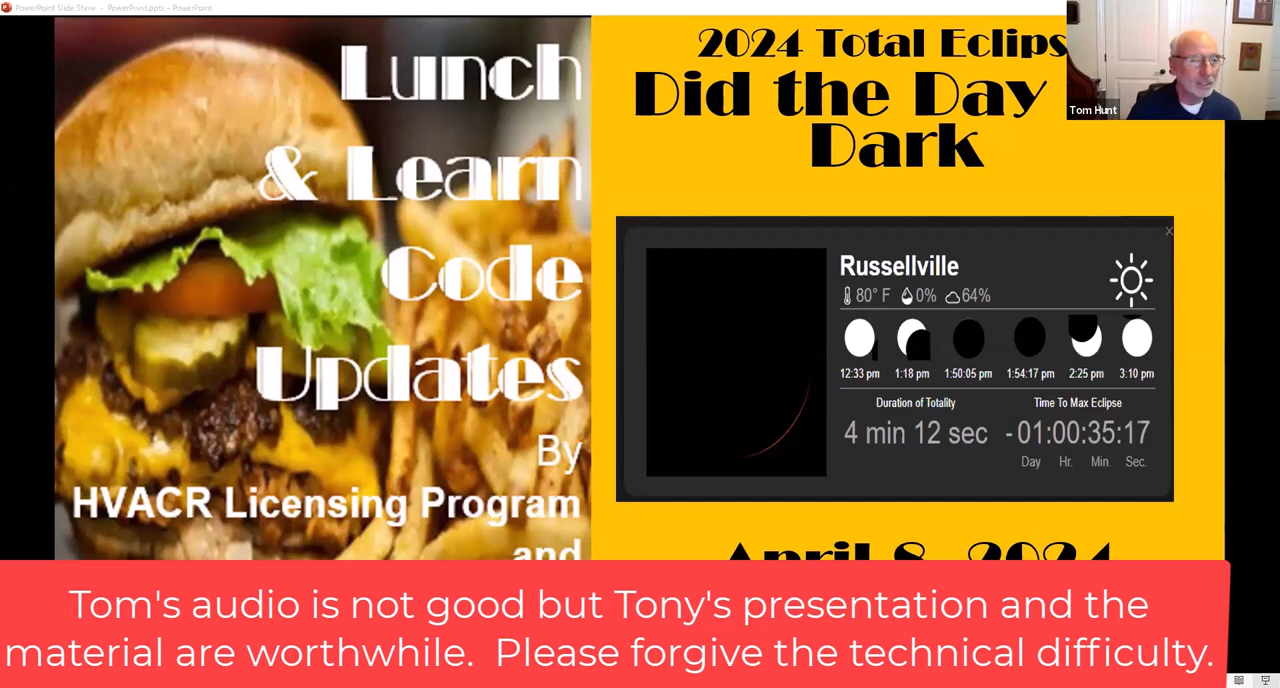 PowerPoint Slide Show - PowerPoint.pptx - PowerPoint
Lunch
& Learn
Code
Updates
By
HVACR Licensing Program
and
2024 Total Eclips
Did the Day
Dark
Tom Hunt
X
Russellville
80° F 0% 64%
12:33 pm 1:18 pm 1:50:05 pm 1:54:17 pm 2:25 pm 3:10 pm
Duration of Totality Time To Max Eclipse
4 min 12 sec -01:00:35:17
Day Hr. Min. Sec.
April 8, 2024
Tom's audio is not good but Tony's presentation and the
material are worthwhile. Please forgive the technical difficulty.